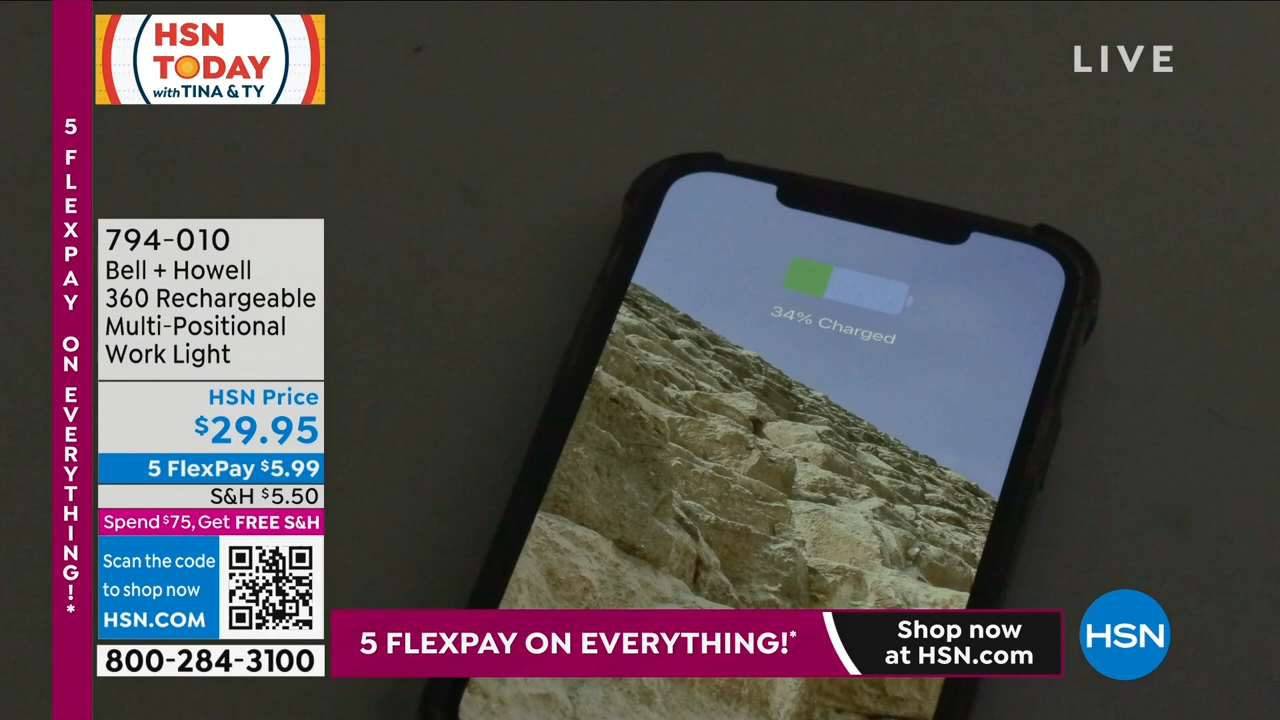 HSN
TODAY
with TINA & TY
LIVE
5 FLEXPAY ON EVERYTHING!*
794-010
Bell + Howell
360 Rechargeable
Multi-Positional
Work Light
HSN Price
$29.95
5 FlexPay $5.99
S&H $5.50
Spend $75, Get FREE S&H
Scan the code
to shop now
HSN.COM
800-284-3100
34% Charged
5 FLEXPAY ON EVERYTHING!*
Shop now
at HSN.com
HSN